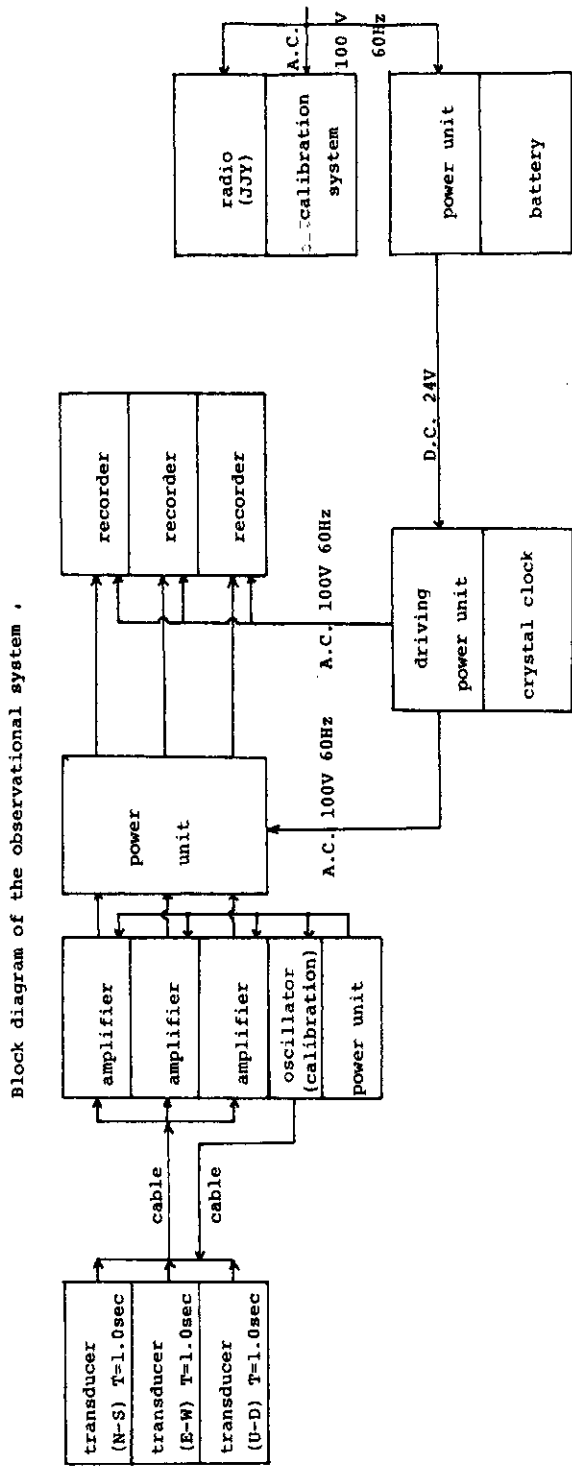 Block diagram of the observational system .
transducer
(N-S) T=1.0sec
transducer
(E-W) T=1.0sec
transducer
(U-D) T=1.0sec
cable
cable
amplifier
amplifier
amplifier
oscillator
(calibration)
power unit
power
unit
A.C. 100V 60Hz
recorder
recorder
recorder
A.C. 100V 60Hz
driving
power unit
crystal clock
D.C. 24V
radio
(JJY)
calibration
system
power unit
battery
A.C.
100 V
60Hz